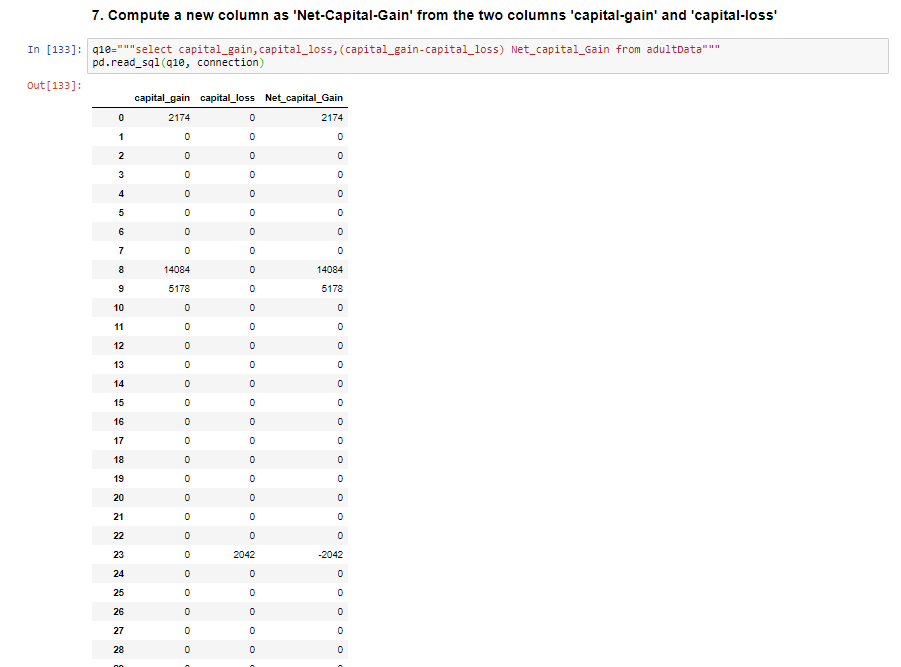 7. Compute a new column as 'Net-Capital-Gain' from the two columns 'capital-gain' and 'capital-loss'
In [133]: q10="""select capital_gain,capital_loss,(capital_gain-capital_loss) Net_capital_Gain from adultData"""
pd.read_sql(q10, connection)
Out[133]:
capital_gain capital_loss Net_capital_Gain
0 2174 0 2174
1 0 0 0
2 0 0 0
3 0 0 0
4 0 0 0
5 0 0 0
6 0 0 0
7 0 0 0
8 14084 0 14084
9 5178 0 5178
10 0 0 0
11 0 0 0
12 0 0 0
13 0 0 0
14 0 0 0
15 0 0 0
16 0 0 0
17 0 0 0
18 0 0 0
19 0 0 0
20 0 0 0
21 0 0 0
22 0 0 0
23 0 2042 -2042
24 0 0 0
25 0 0 0
26 0 0 0
27 0 0 0
28 0 0 0